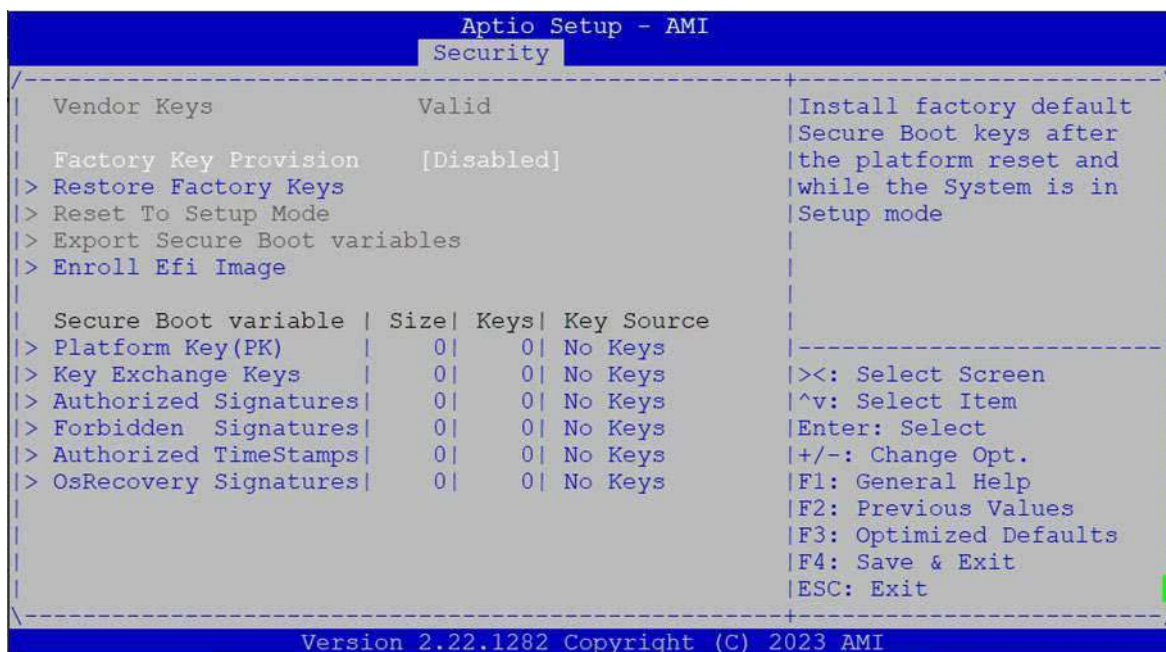 Aptio Setup - AMI
Security
/------------------------------------------------------+---------------------------\
| Vendor Keys Valid |Install factory default
| |Secure Boot keys after
| Factory Key Provision [Disabled] |the platform reset and
|> Restore Factory Keys |while the System is in
|> Reset To Setup Mode |Setup mode
|> Export Secure Boot variables |
|> Enroll Efi Image |
| |
| Secure Boot variable | Size| Keys| Key Source |
|> Platform Key(PK) | 0| 0| No Keys |---------------------------
|> Key Exchange Keys | 0| 0| No Keys |><: Select Screen
|> Authorized Signatures| 0| 0| No Keys |^v: Select Item
|> Forbidden Signatures| 0| 0| No Keys |Enter: Select
|> Authorized TimeStamps| 0| 0| No Keys |+/-: Change Opt.
|> OsRecovery Signatures| 0| 0| No Keys |F1: General Help
| |F2: Previous Values
| |F3: Optimized Defaults
| |F4: Save & Exit
| |ESC: Exit
\------------------------------------------------------+---------------------------/
Version 2.22.1282 Copyright (C) 2023 AMI